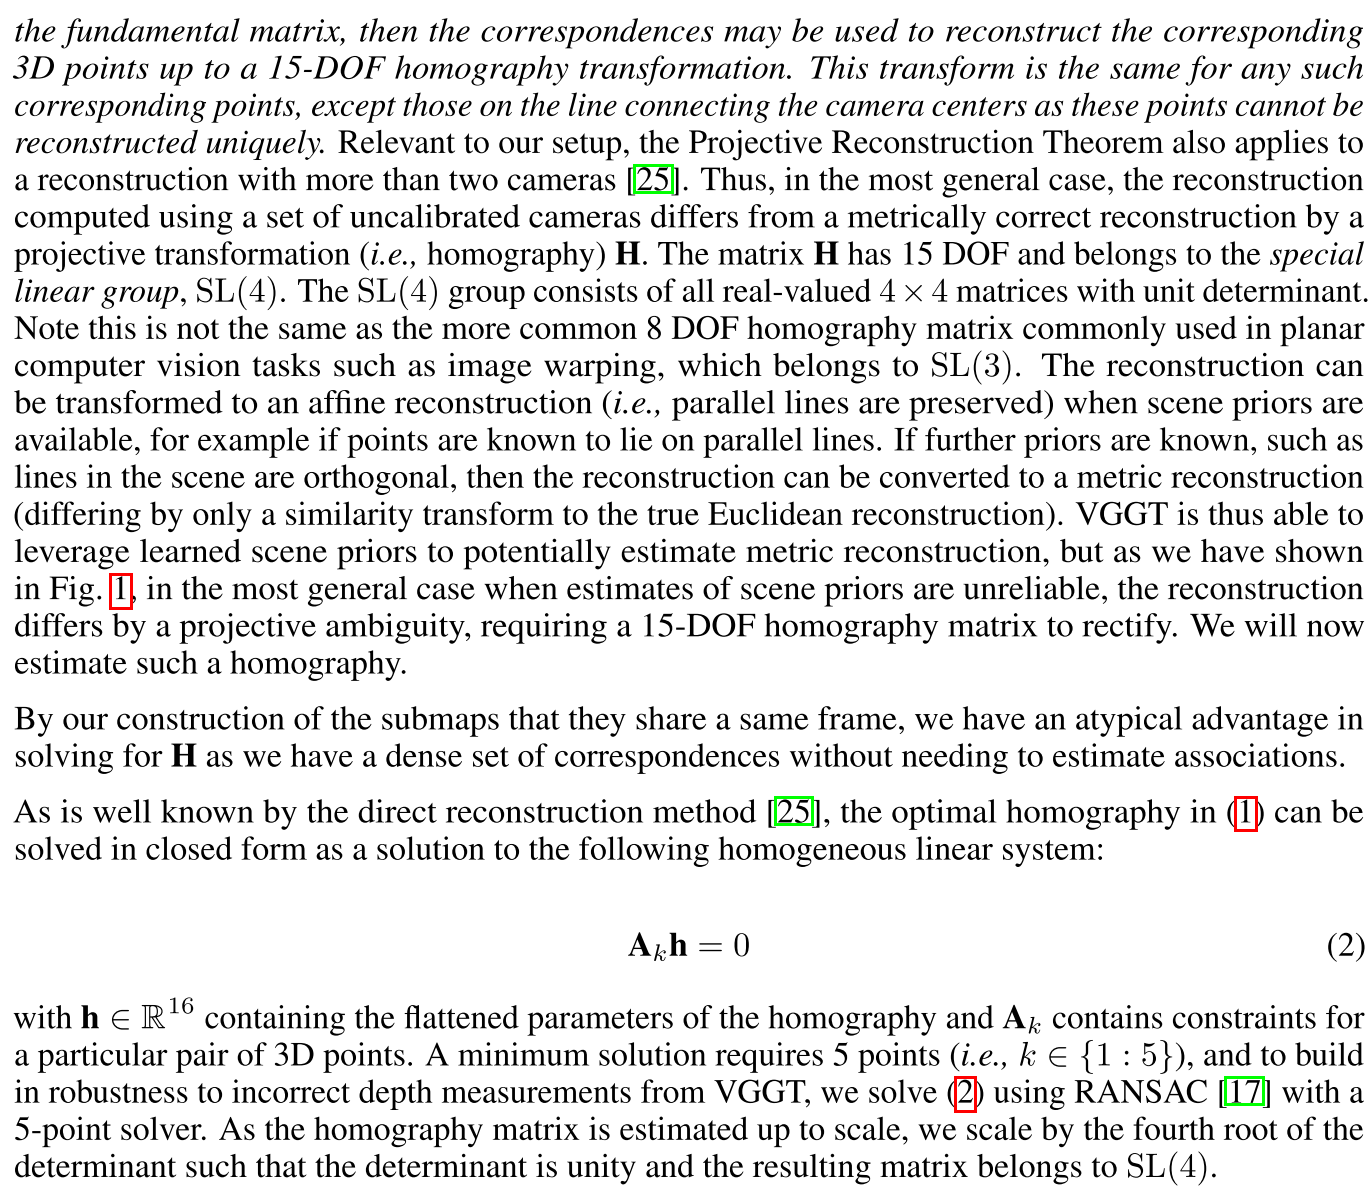 the fundamental matrix, then the correspondences may be used to reconstruct the corresponding
3D points up to a 15-DOF homography transformation. This transform is the same for any such
corresponding points, except those on the line connecting the camera centers as these points cannot be
reconstructed uniquely. Relevant to our setup, the Projective Reconstruction Theorem also applies to
a reconstruction with more than two cameras [25]. Thus, in the most general case, the reconstruction
computed using a set of uncalibrated cameras differs from a metrically correct reconstruction by a
projective transformation (i.e., homography) H. The matrix H has 15 DOF and belongs to the special
linear group, SL(4). The SL(4) group consists of all real-valued 4 × 4 matrices with unit determinant.
Note this is not the same as the more common 8 DOF homography matrix commonly used in planar
computer vision tasks such as image warping, which belongs to SL(3). The reconstruction can
be transformed to an affine reconstruction (i.e., parallel lines are preserved) when scene priors are
available, for example if points are known to lie on parallel lines. If further priors are known, such as
lines in the scene are orthogonal, then the reconstruction can be converted to a metric reconstruction
(differing by only a similarity transform to the true Euclidean reconstruction). VGGT is thus able to
leverage learned scene priors to potentially estimate metric reconstruction, but as we have shown
in Fig. 1, in the most general case when estimates of scene priors are unreliable, the reconstruction
differs by a projective ambiguity, requiring a 15-DOF homography matrix to rectify. We will now
estimate such a homography.
By our construction of the submaps that they share a same frame, we have an atypical advantage in
solving for H as we have a dense set of correspondences without needing to estimate associations.
As is well known by the direct reconstruction method [25], the optimal homography in (1) can be
solved in closed form as a solution to the following homogeneous linear system:
Aₖh = 0 (2)
with h ∈ ℝ¹⁶ containing the flattened parameters of the homography and Aₖ contains constraints for
a particular pair of 3D points. A minimum solution requires 5 points (i.e., k ∈ {1 : 5}), and to build
in robustness to incorrect depth measurements from VGGT, we solve (2) using RANSAC [17] with a
5-point solver. As the homography matrix is estimated up to scale, we scale by the fourth root of the
determinant such that the determinant is unity and the resulting matrix belongs to SL(4).